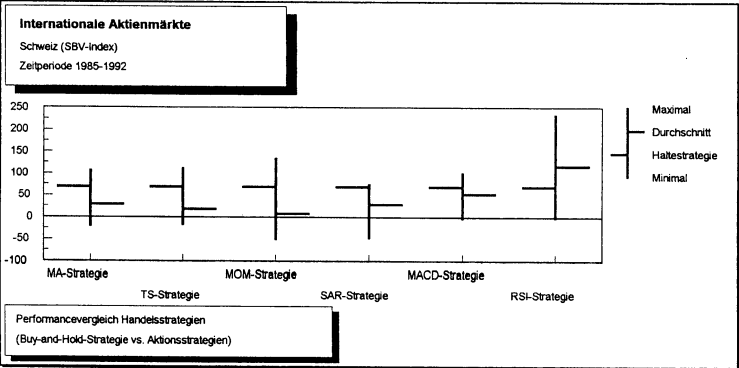 Internationale Aktienmärkte
Schweiz (SBV-Index)
Zeitperiode 1985-1992
250
200
150
100
50
0
-50
-100
Maximal
Durchschnitt
Haltestrategie
Minimal
MA-Strategie
TS-Strategie
MOM-Strategie
SAR-Strategie
MACD-Strategie
RSI-Strategie
Performancevergleich Handelsstrategien
(Buy-and-Hold-Strategie vs. Aktionsstrategien)